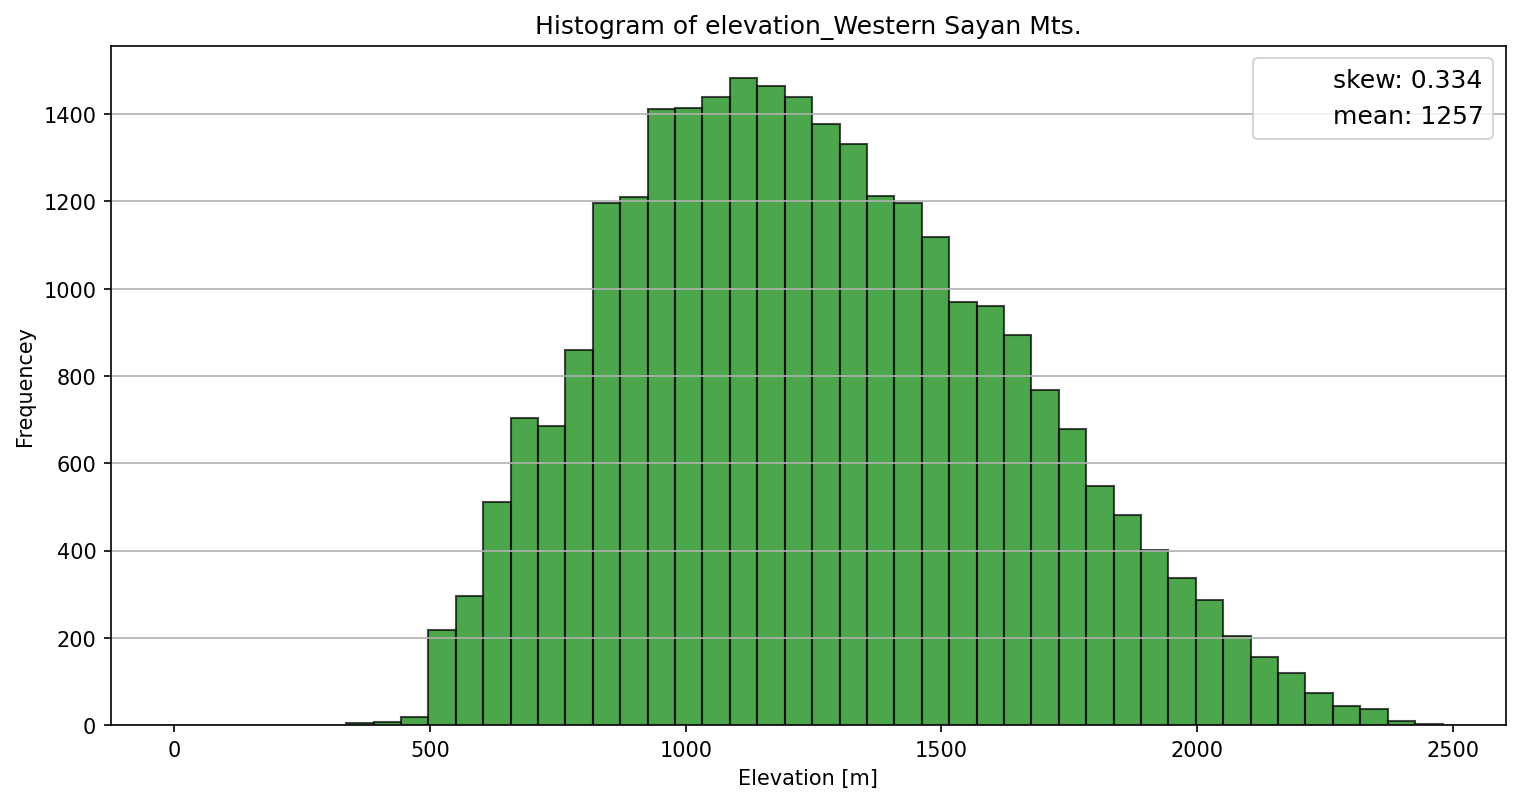 Histogram of elevation_Western Sayan Mts.
skew: 0.334
mean: 1257
Frequencey
1400
1200
1000
800
600
400
200
0
0 500 1000 1500 2000 2500
Elevation [m]